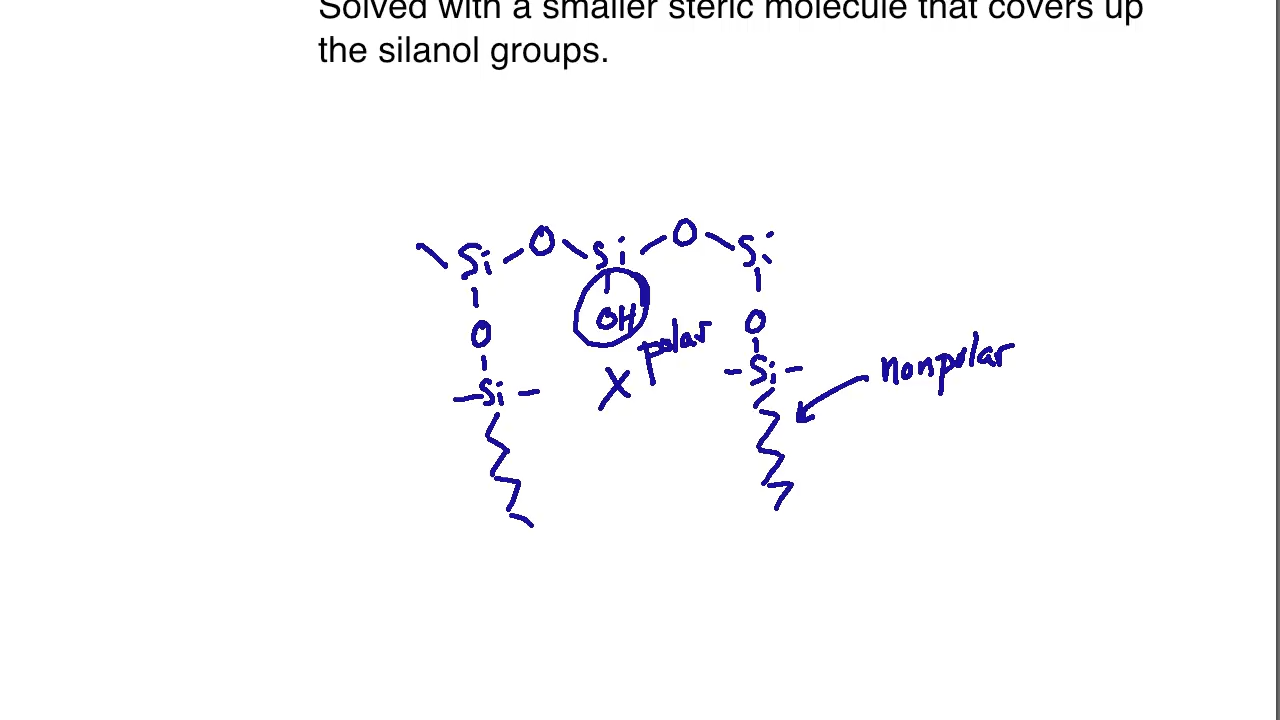 Solved with a smaller steric molecule that covers up
the silanol groups.
Si O Si O Si
OH
O polar O
Si X Si nonpolar